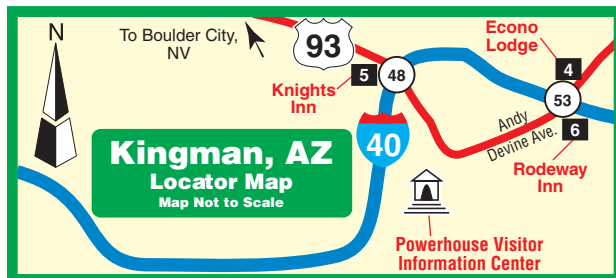 N
To Boulder City,
NV
93
5
Knights
Inn
48
Econo
Lodge
4
53
6
Rodeway
Inn
Andy
Devine Ave.
40
Kingman, AZ
Locator Map
Map Not to Scale
Powerhouse Visitor
Information Center